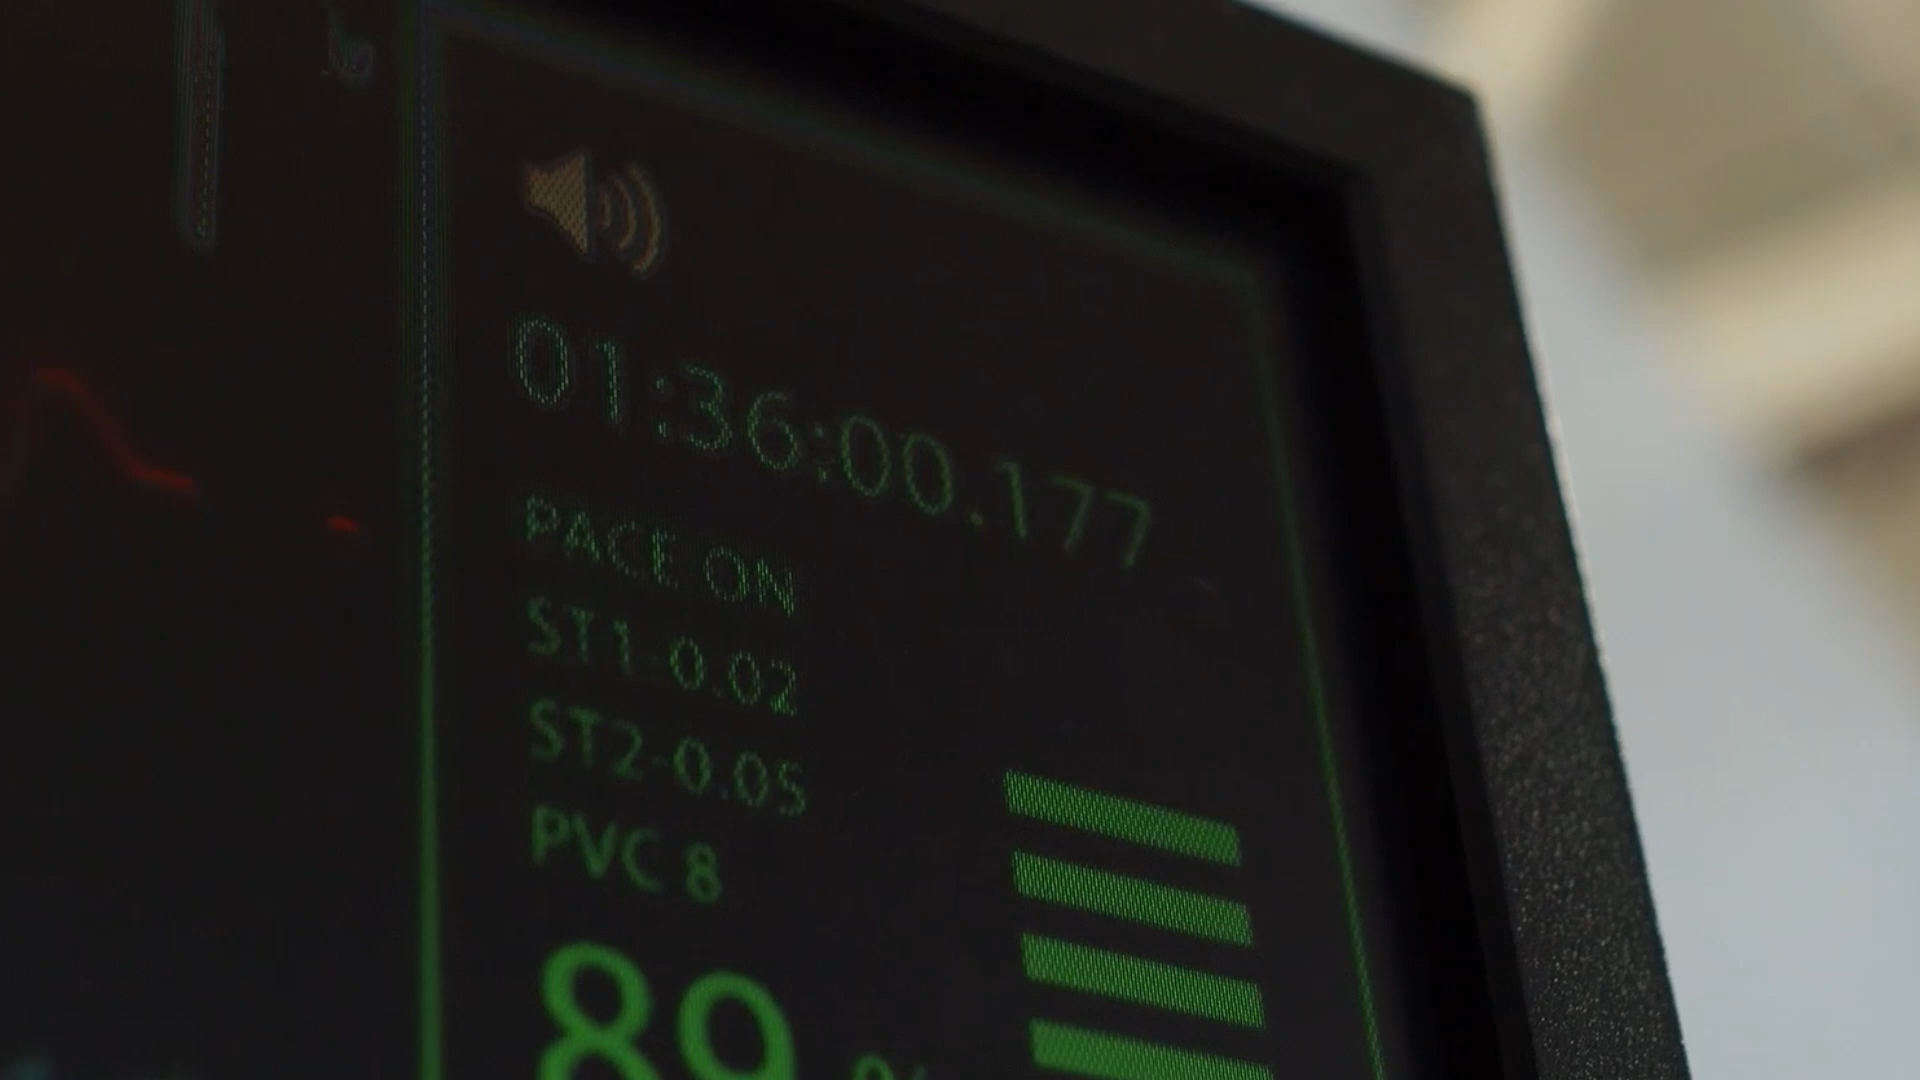 01:36:00.177
PACE ON
ST1-0.02
ST2-0.05
PVC 8
89 %